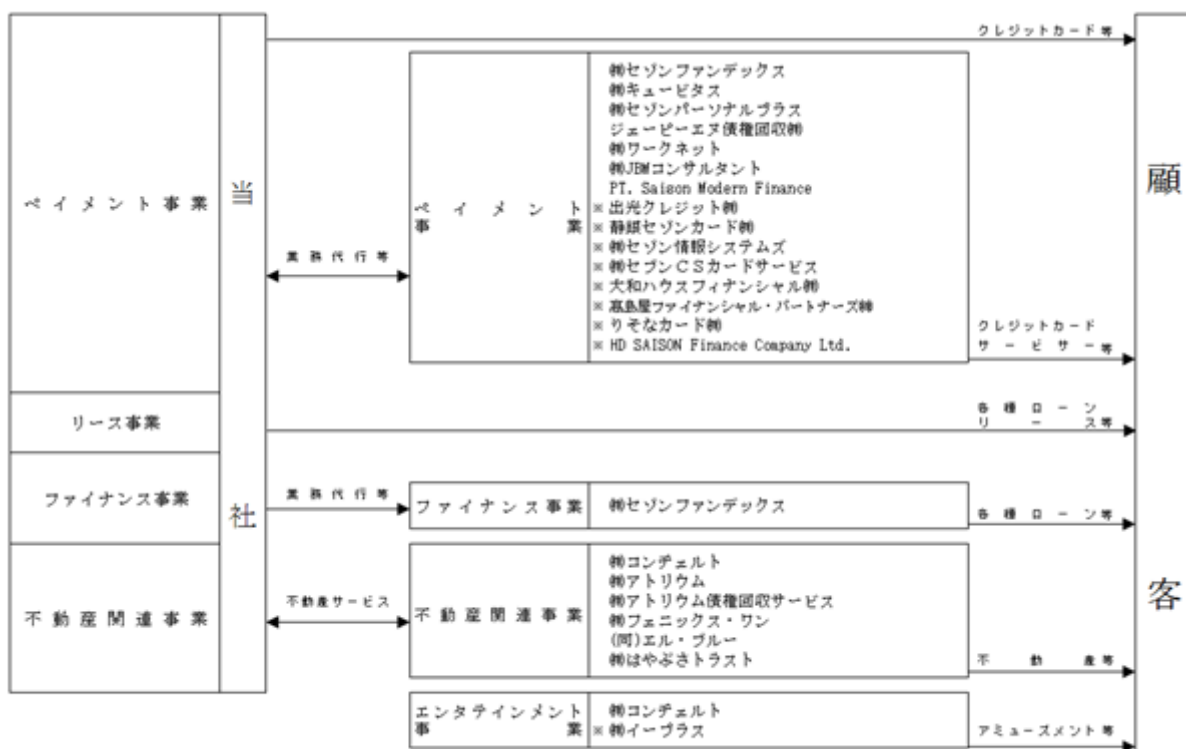 クレジットカード等
㈱セゾンファンデックス
㈱キュービタス
㈱セゾンパーソナルプラス
ジェーピーエヌ債権回収㈱
㈱ワークネット
㈱JBMコンサルタント
PT. Saison Modern Finance
※ 出光クレジット㈱
※ 静銀セゾンカード㈱
※ ㈱セゾン情報システムズ
※ ㈱セブンCSカードサービス
※ 大和ハウスフィナンシャル㈱
※ 高島屋ファイナンシャル・パートナーズ㈱
※ りそなカード㈱
※ HD SAISON Finance Company Ltd.
ペイメント事業
当
ペイメント
事業
業務代行等
顧
クレジットカード
サービサー等
リース事業
各種ローン
リース等
ファイナンス事業
社
業務代行等
ファイナンス事業
㈱セゾンファンデックス
各種ローン等
不動産関連事業
不動産サービス
不動産関連事業
㈱コンチェルト
㈱アトリウム
㈱アトリウム債権回収サービス
㈱フェニックス・ワン
(同)エル・ブルー
㈱はやぶさトラスト
客
不動産等
エンタテインメント
事業
㈱コンチェルト
※ ㈱イープラス
アミューズメント等